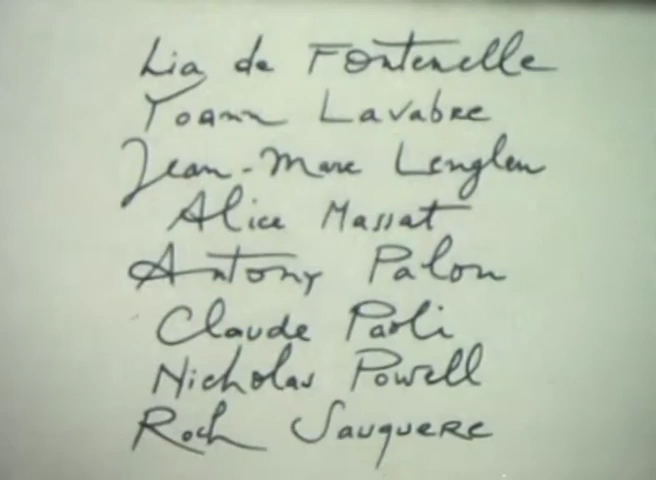 Lia de Fontenelle
Yoann Lavabre
Jean-Marc Lenglen
Alice Massat
Antony Palou
Claude Paoli
Nicholas Powell
Roch Sauquere